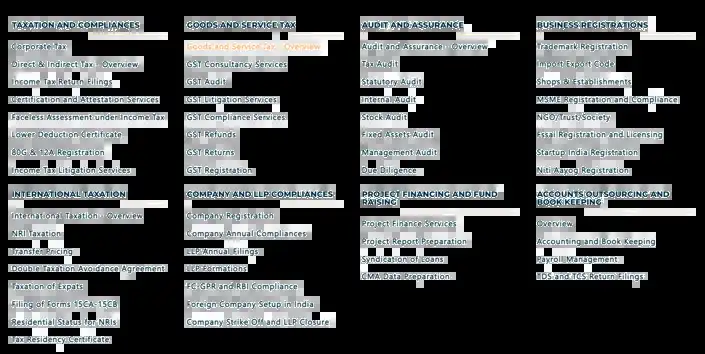 TAXATION AND COMPLIANCES
Corporate Tax
Direct & Indirect Tax - Overview
Income Tax Return Filings
Certification and Attestation Services
Faceless Assessment under Income Tax
Lower Deduction Certificate
80G & 12A Registration
Income Tax Litigation Services
GOODS AND SERVICE TAX
Goods and Service Tax - Overview
GST Consultancy Services
GST Audit
GST Litigation Services
GST Compliance Services
GST Refunds
GST Returns
GST Registration
AUDIT AND ASSURANCE
Audit and Assurance - Overview
Tax Audit
Statutory Audit
Internal Audit
Stock Audit
Fixed Assets Audit
Management Audit
Due Diligence
BUSINESS REGISTRATIONS
Trademark Registration
Import Export Code
Shops & Establishments
MSME Registration and Compliance
NGO/Trust/Society
Fssai Registration and Licensing
Startup India Registration
Niti Aayog Registration
INTERNATIONAL TAXATION
International Taxation - Overview
NRI Taxation
Transfer Pricing
Double Taxation Avoidance Agreement
Taxation of Expats
Filing of Forms 15CA-15CB
Residential Status for NRIs
Tax Residency Certificate
COMPANY AND LLP COMPLIANCES
Company Registration
Company Annual Compliances
LLP Annual Filings
LLP Formations
FC-GPR and RBI Compliance
Foreign Company Setup in India
Company Strike Off and LLP Closure
PROJECT FINANCING AND FUND
RAISING
Project Finance Services
Project Report Preparation
Syndication of Loans
CMA Data Preparation
ACCOUNTS OUTSOURCING AND
BOOK KEEPING
Overview
Accounting and Book Keeping
Payroll Management
TDS and TCS Return Filings